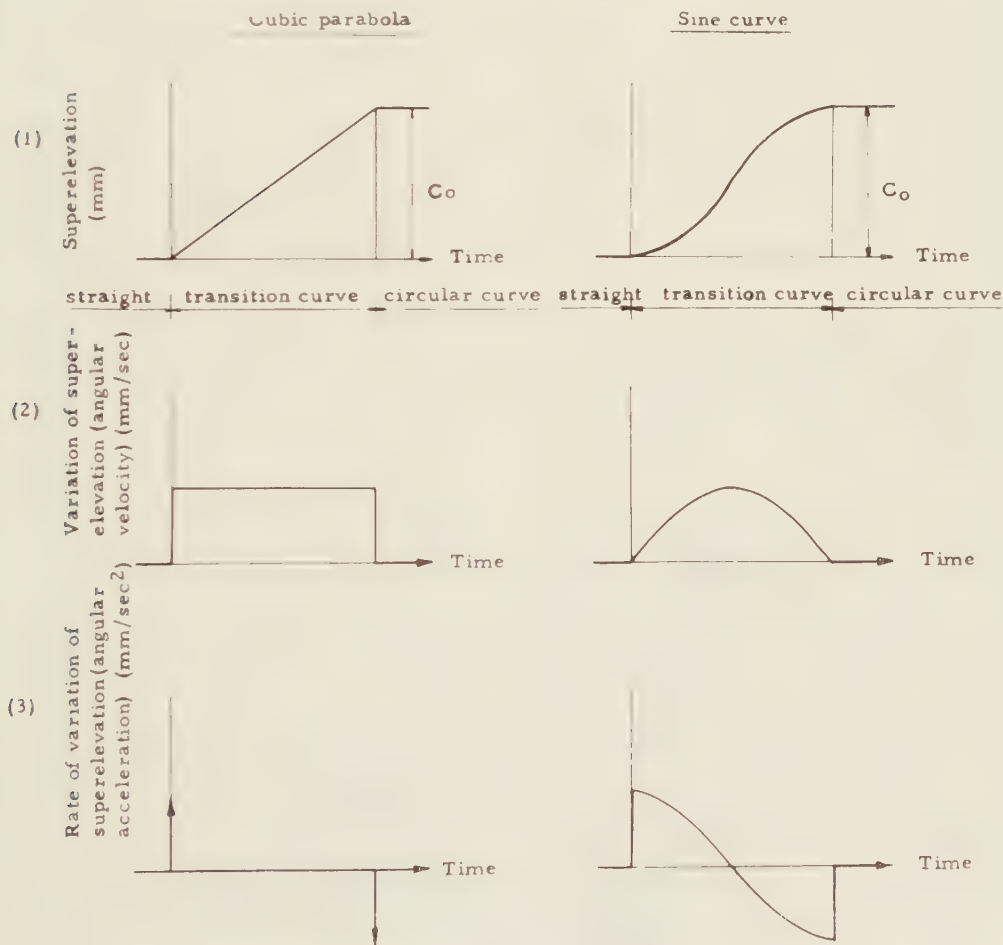 Cubic parabola
Sine curve
(1)
Superelevation
(mm)
Co
Time
Co
Time
straight transition curve circular curve
straight transition curve circular curve
(2)
Variation of super-
elevation (angular
velocity) (mm/sec)
Time
Time
(3)
Rate of variation of
superelevation (angular
acceleration) (mm/sec²)
Time
Time